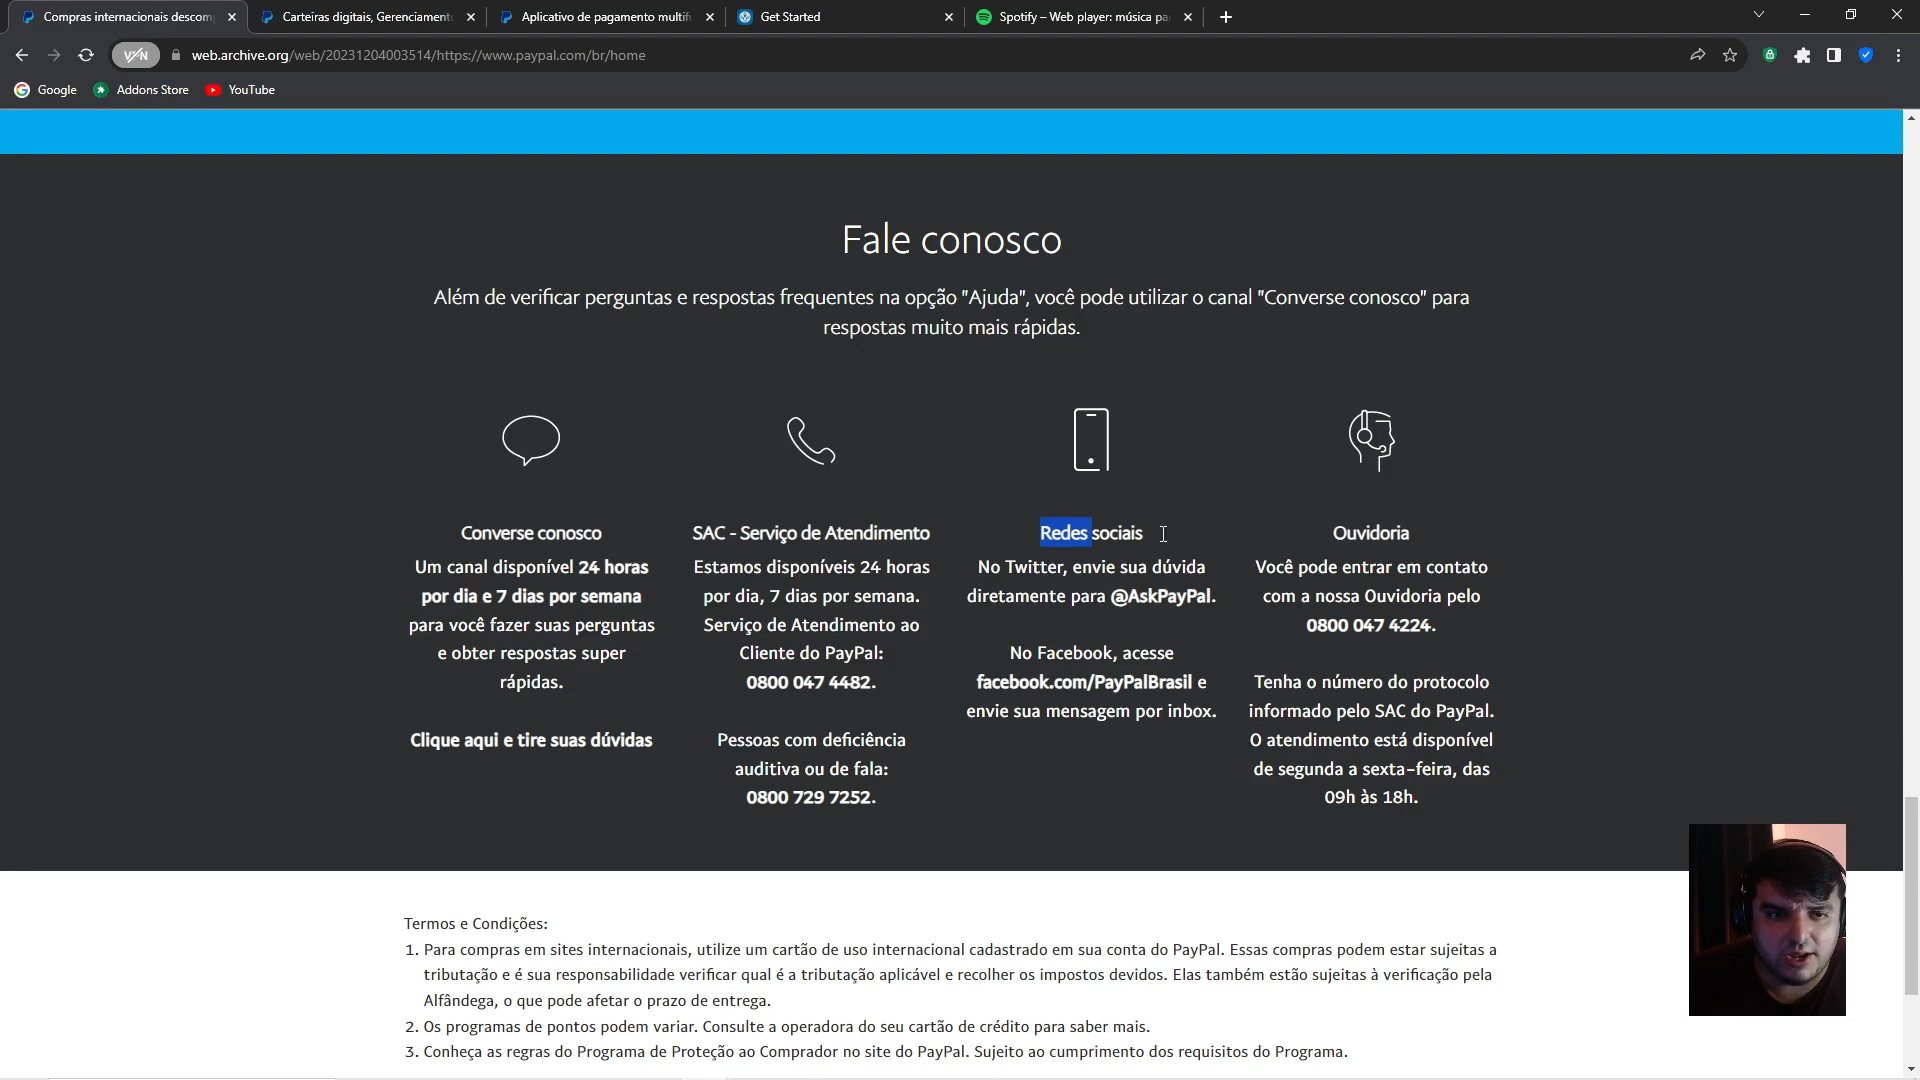 Compras internacionais descom
Carteiras digitais, Gerenciament
Aplicativo de pagamento multifu
Get Started
Spotify – Web player: música pa
VPN
web.archive.org/web/20231204003514/https://www.paypal.com/br/home
Google
Addons Store
YouTube
Fale conosco
Além de verificar perguntas e respostas frequentes na opção "Ajuda", você pode utilizar o canal "Converse conosco" para
respostas muito mais rápidas.
Converse conosco
Um canal disponível 24 horas
por dia e 7 dias por semana
para você fazer suas perguntas
e obter respostas super
rápidas.
Clique aqui e tire suas dúvidas
SAC - Serviço de Atendimento
Estamos disponíveis 24 horas
por dia, 7 dias por semana.
Serviço de Atendimento ao
Cliente do PayPal:
0800 047 4482.
Pessoas com deficiência
auditiva ou de fala:
0800 729 7252.
Redes sociais
No Twitter, envie sua dúvida
diretamente para @AskPayPal.
No Facebook, acesse
facebook.com/PayPalBrasil e
envie sua mensagem por inbox.
Ouvidoria
Você pode entrar em contato
com a nossa Ouvidoria pelo
0800 047 4224.
Tenha o número do protocolo
informado pelo SAC do PayPal.
O atendimento está disponível
de segunda a sexta-feira, das
09h às 18h.
Termos e Condições:
1. Para compras em sites internacionais, utilize um cartão de uso internacional cadastrado em sua conta do PayPal. Essas compras podem estar sujeitas a
tributação e é sua responsabilidade verificar qual é a tributação aplicável e recolher os impostos devidos. Elas também estão sujeitas à verificação pela
Alfândega, o que pode afetar o prazo de entrega.
2. Os programas de pontos podem variar. Consulte a operadora do seu cartão de crédito para saber mais.
3. Conheça as regras do Programa de Proteção ao Comprador no site do PayPal. Sujeito ao cumprimento dos requisitos do Programa.